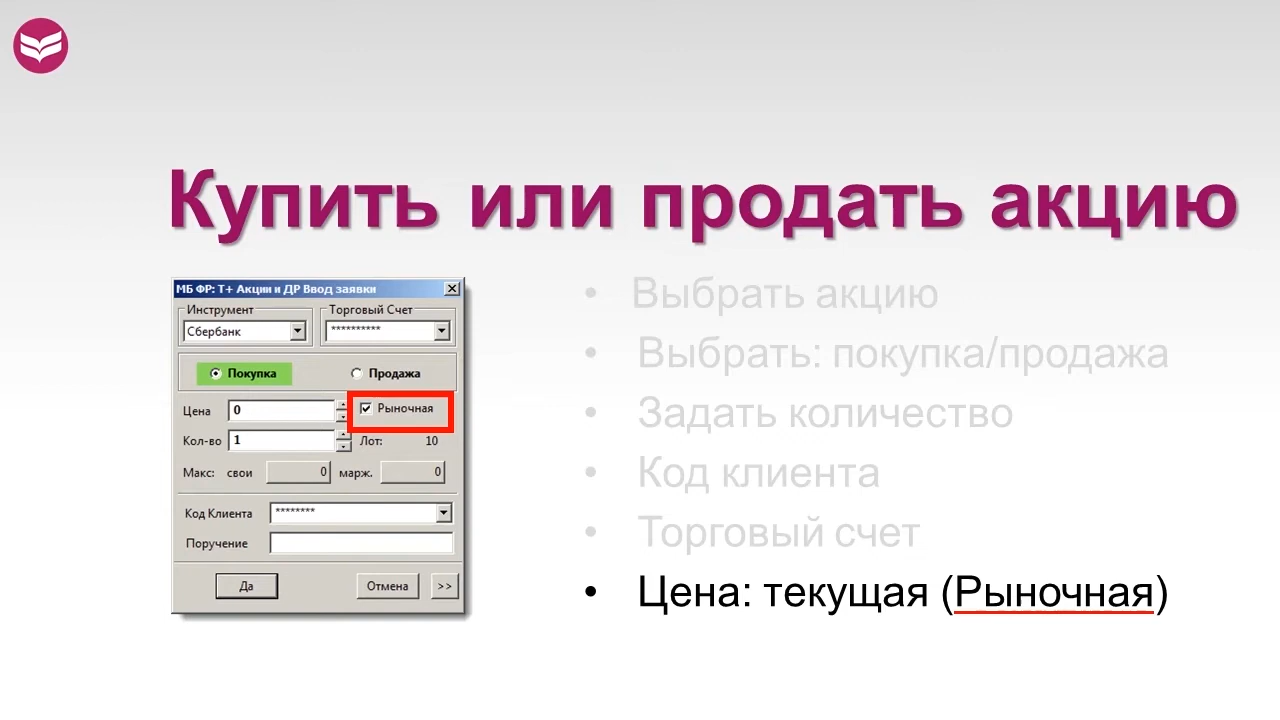 Купить или продать акцию
МБ ФР: Т+ Акции и ДР Ввод заявки
Инструмент
Торговый Счет
Сбербанк
**********
Покупка
Продажа
Цена
0
Рыночная
Кол-во
1
Лот:
10
Макс:
свои
0
марж.
0
Код Клиента
********
Поручение
Да
Отмена
>>
• Выбрать акцию
• Выбрать: покупка/продажа
• Задать количество
• Код клиента
• Торговый счет
• Цена: текущая (Рыночная)